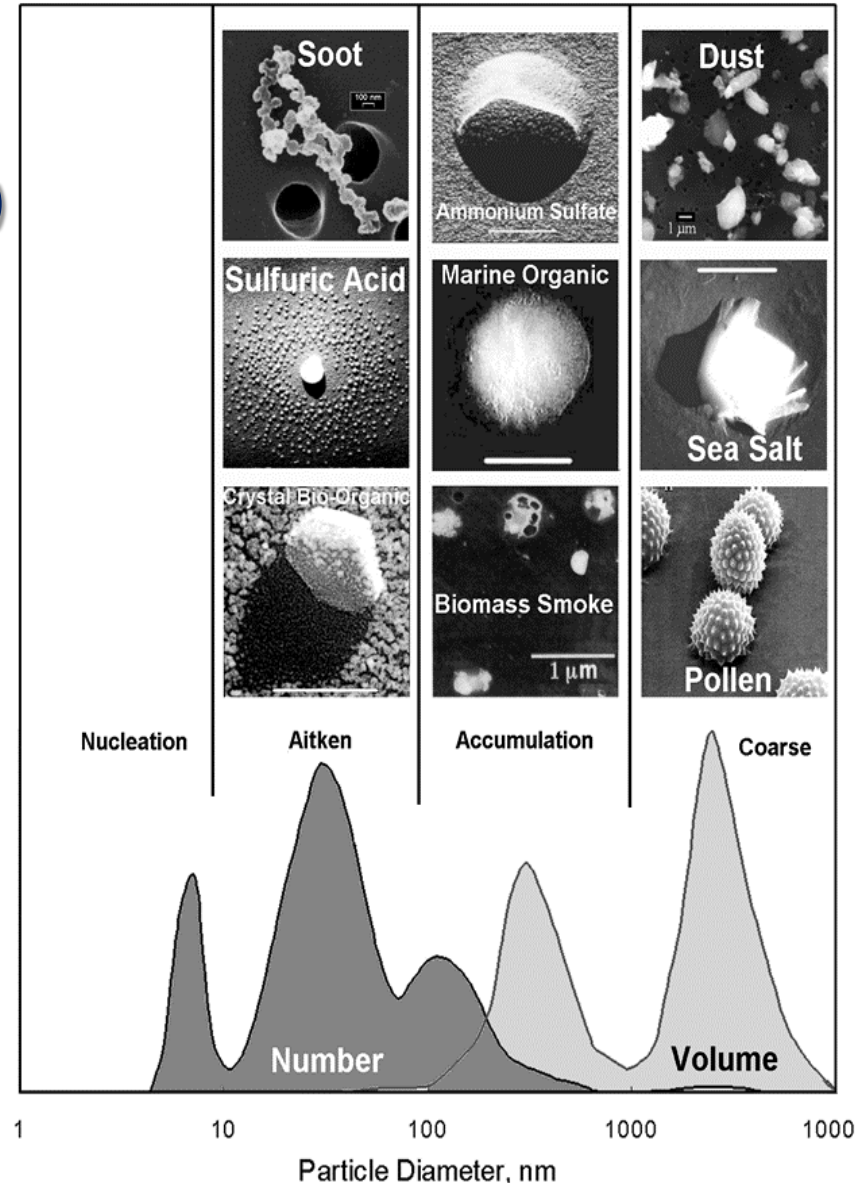 Soot
100 nm
Ammonium Sulfate
Dust
1 μm
Sulfuric Acid
Marine Organic
Sea Salt
Crystal Bio-Organic
Biomass Smoke
1 μm
Pollen
Nucleation
Aitken
Accumulation
Coarse
Number
Volume
1 10 100 1000 1000
Particle Diameter, nm